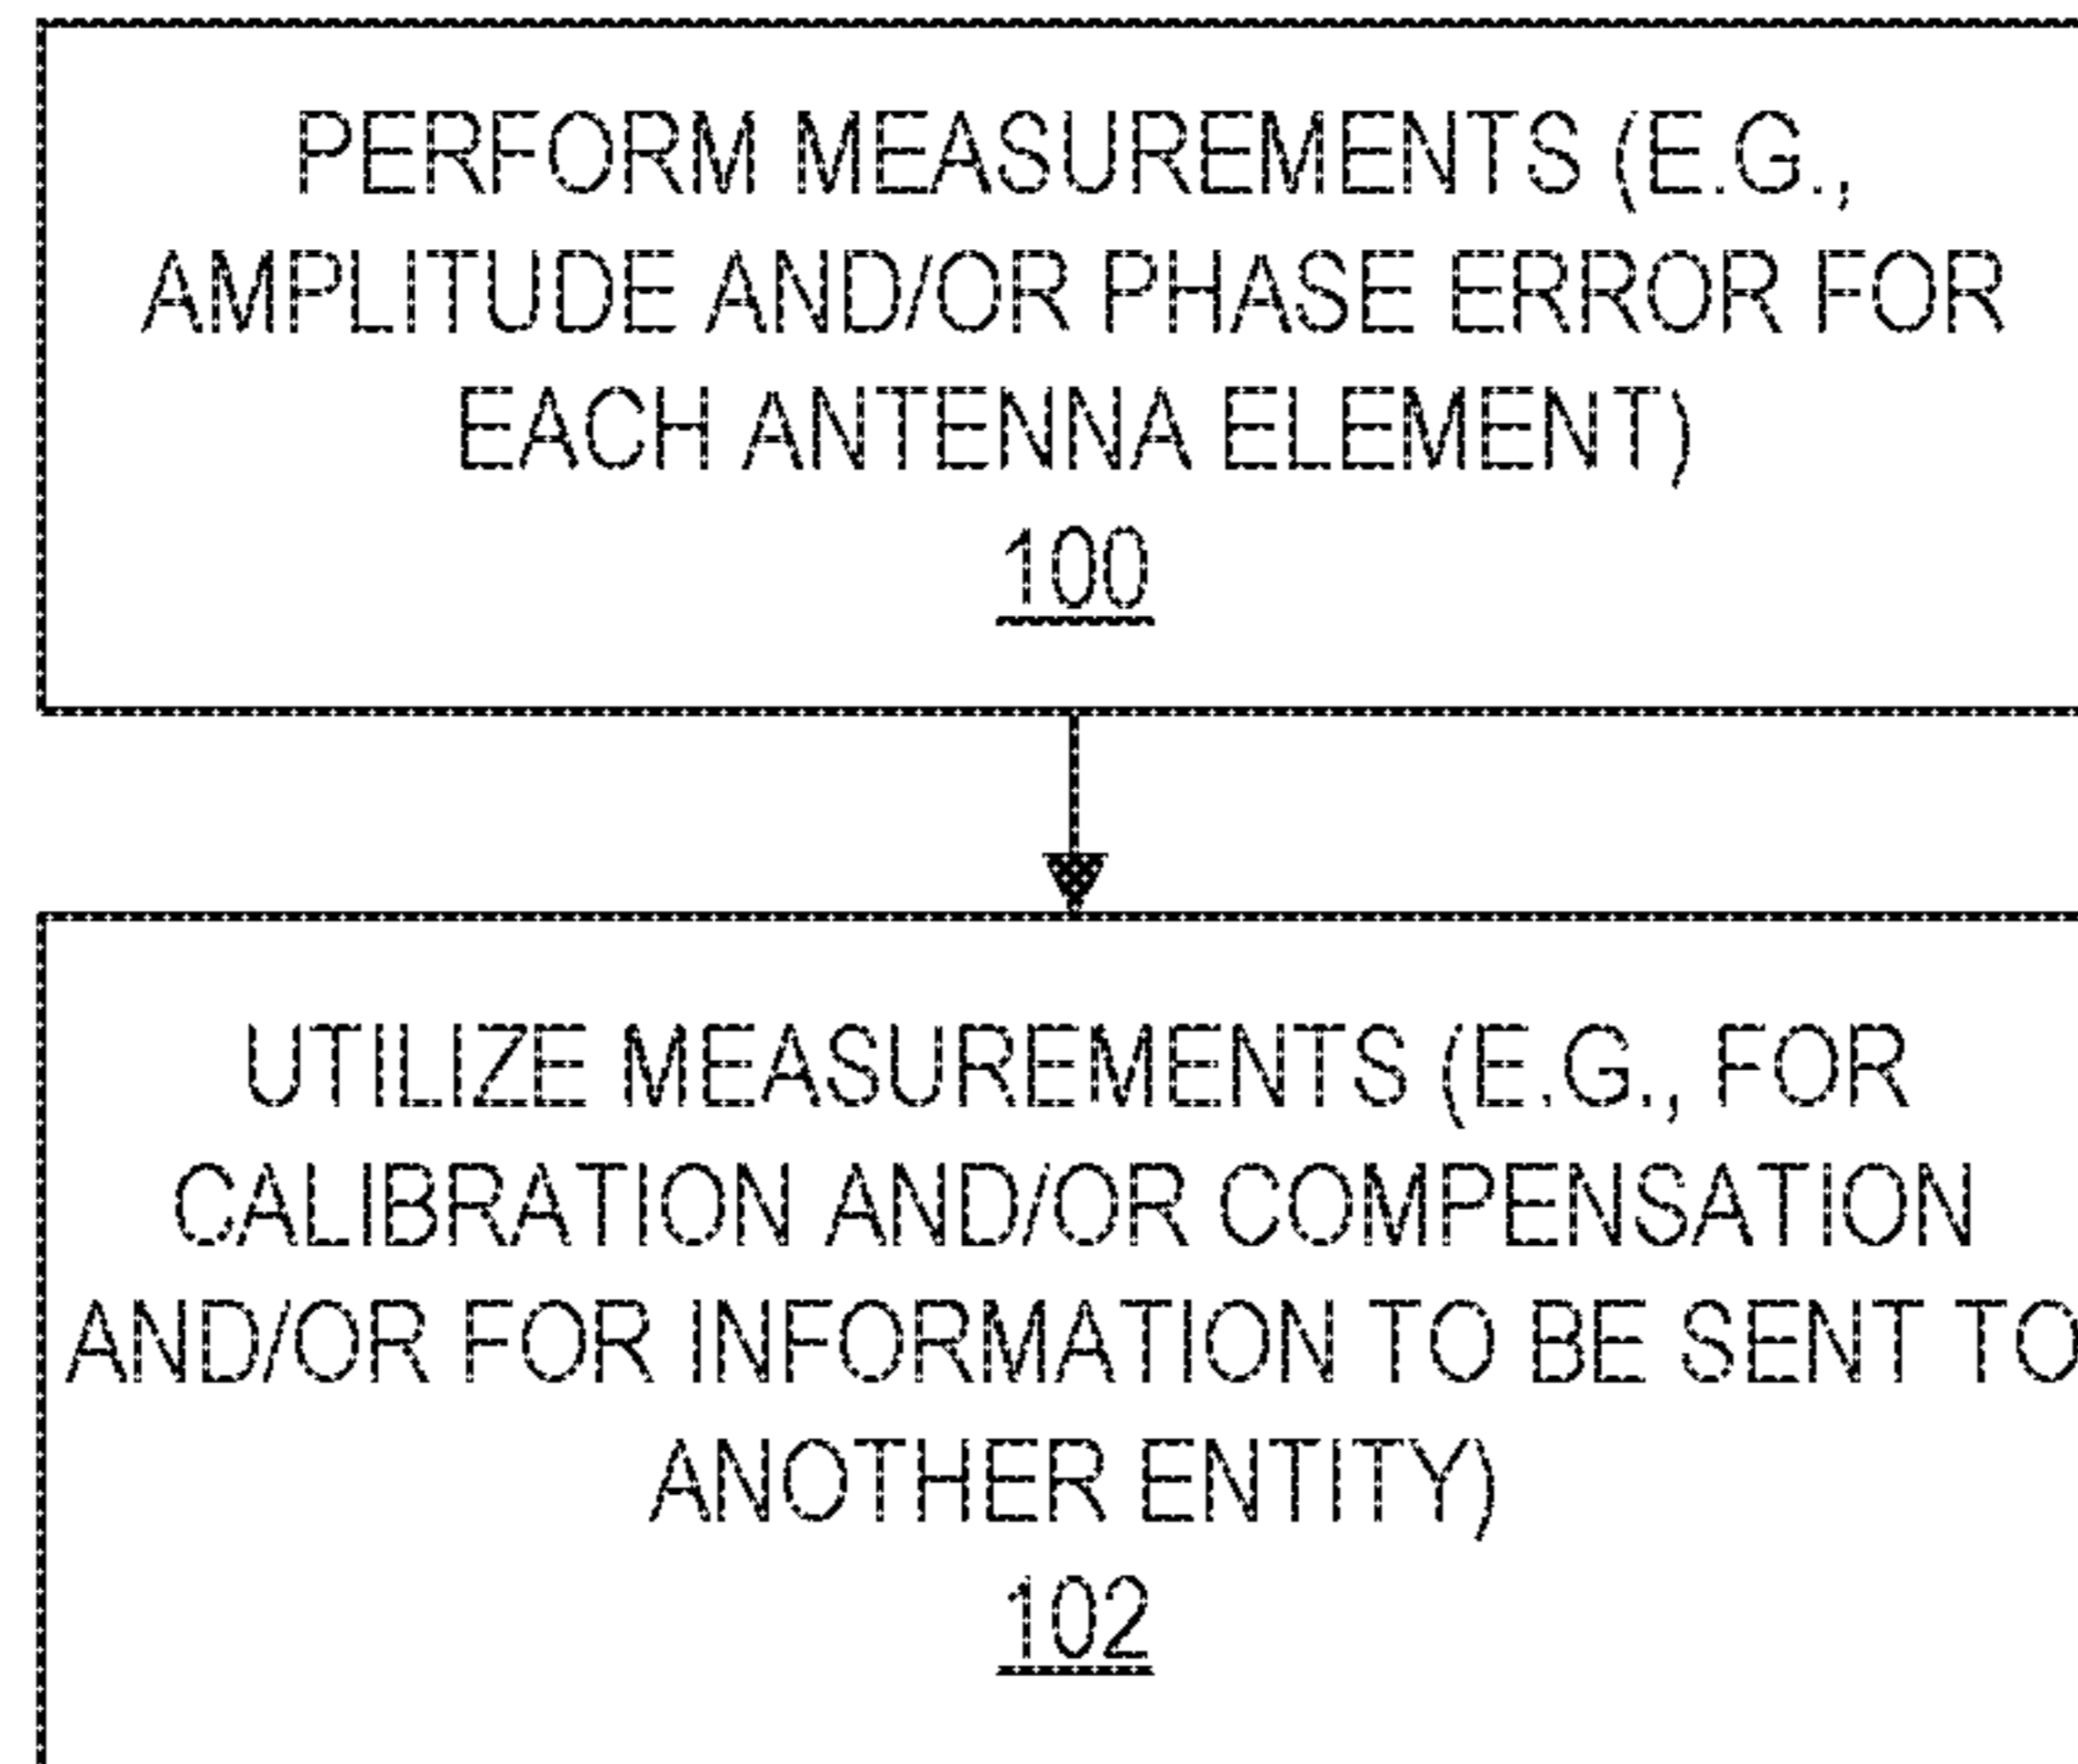 PERFORM MEASUREMENTS (E.G.,
AMPLITUDE AND/OR PHASE ERROR FOR
EACH ANTENNA ELEMENT)
100
UTILIZE MEASUREMENTS (E.G., FOR
CALIBRATION AND/OR COMPENSATION
AND/OR FOR INFORMATION TO BE SENT TO
ANOTHER ENTITY)
102